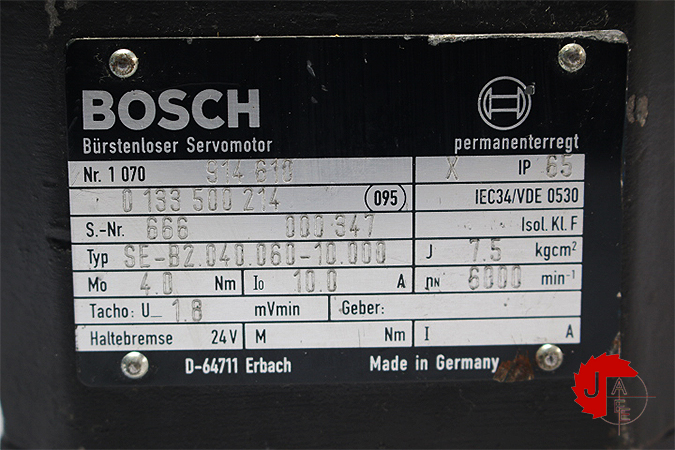 BOSCH
Bürstenloser Servomotor permanenterregt
Nr. 1 070 914 610 X IP 65
0 133 500 214 (095) IEC34/VDE 0530
S.-Nr. 666 000 347 Isol. Kl. F
Typ SE-B2.040.060-10.000 J 7.5 kgcm²
Mo 4.0 Nm Io 10.0 A nN 6000 min⁻¹
Tacho: U_ 1.8 mVmin Geber:
Haltebremse 24V M Nm I A
D-64711 Erbach Made in Germany
JA